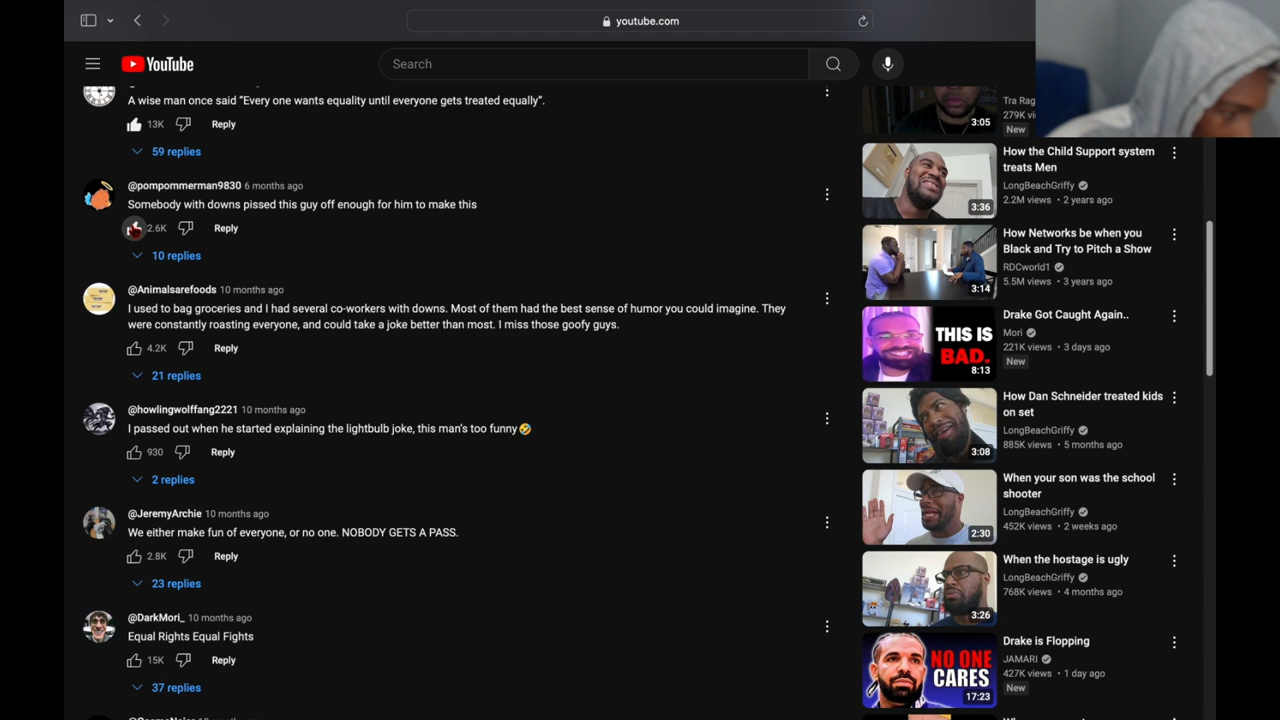 youtube.com
YouTube
Search
A wise man once said “Every one wants equality until everyone gets treated equally”.
13K
Reply
59 replies
@pompommerman9830 6 months ago
Somebody with downs pissed this guy off enough for him to make this
2.6K
Reply
10 replies
@Animalsarefoods 10 months ago
I used to bag groceries and I had several co-workers with downs. Most of them had the best sense of humor you could imagine. They
were constantly roasting everyone, and could take a joke better than most. I miss those goofy guys.
4.2K
Reply
21 replies
@howlingwolffang2221 10 months ago
I passed out when he started explaining the lightbulb joke, this man's too funny🤣
930
Reply
2 replies
@JeremyArchie 10 months ago
We either make fun of everyone, or no one. NOBODY GETS A PASS.
2.8K
Reply
23 replies
@DarkMori_ 10 months ago
Equal Rights Equal Fights
15K
Reply
37 replies
3:05
Tra Rag
279K vi
New
How the Child Support system
treats Men
LongBeachGriffy
2.2M views • 2 years ago
3:36
How Networks be when you
Black and Try to Pitch a Show
RDCworld1
5.5M views • 3 years ago
3:14
Drake Got Caught Again..
Mori
221K views • 3 days ago
New
THIS IS
BAD.
8:13
How Dan Schneider treated kids
on set
LongBeachGriffy
885K views • 5 months ago
3:08
When your son was the school
shooter
LongBeachGriffy
452K views • 2 weeks ago
2:30
When the hostage is ugly
LongBeachGriffy
768K views • 4 months ago
3:26
Drake is Flopping
JAMARI
427K views • 1 day ago
New
NO ONE
CARES
17:23